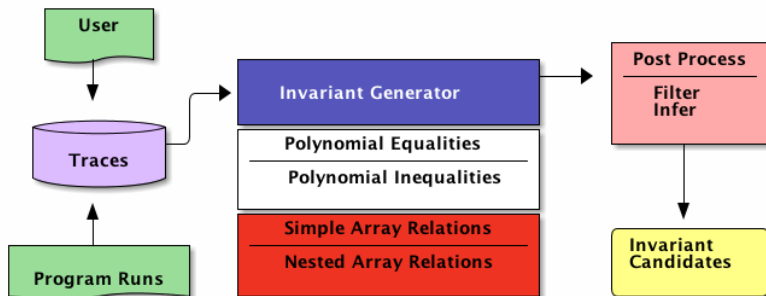 User
Traces
Program Runs
Invariant Generator
Polynomial Equalities
Polynomial Inequalities
Simple Array Relations
Nested Array Relations
Post Process
Filter
Infer
Invariant
Candidates